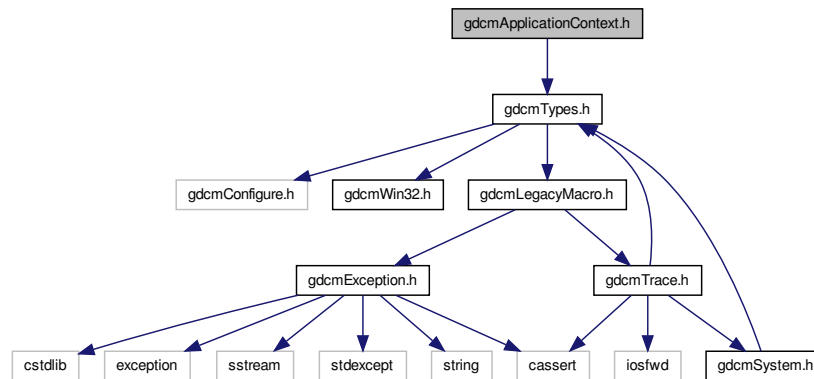 gdcmApplicationContext.h
gdcmTypes.h
gdcmConfigure.h
gdcmWin32.h
gdcmLegacyMacro.h
gdcmException.h
gdcmTrace.h
cstdlib
exception
sstream
stdexcept
string
cassert
iosfwd
gdcmSystem.h